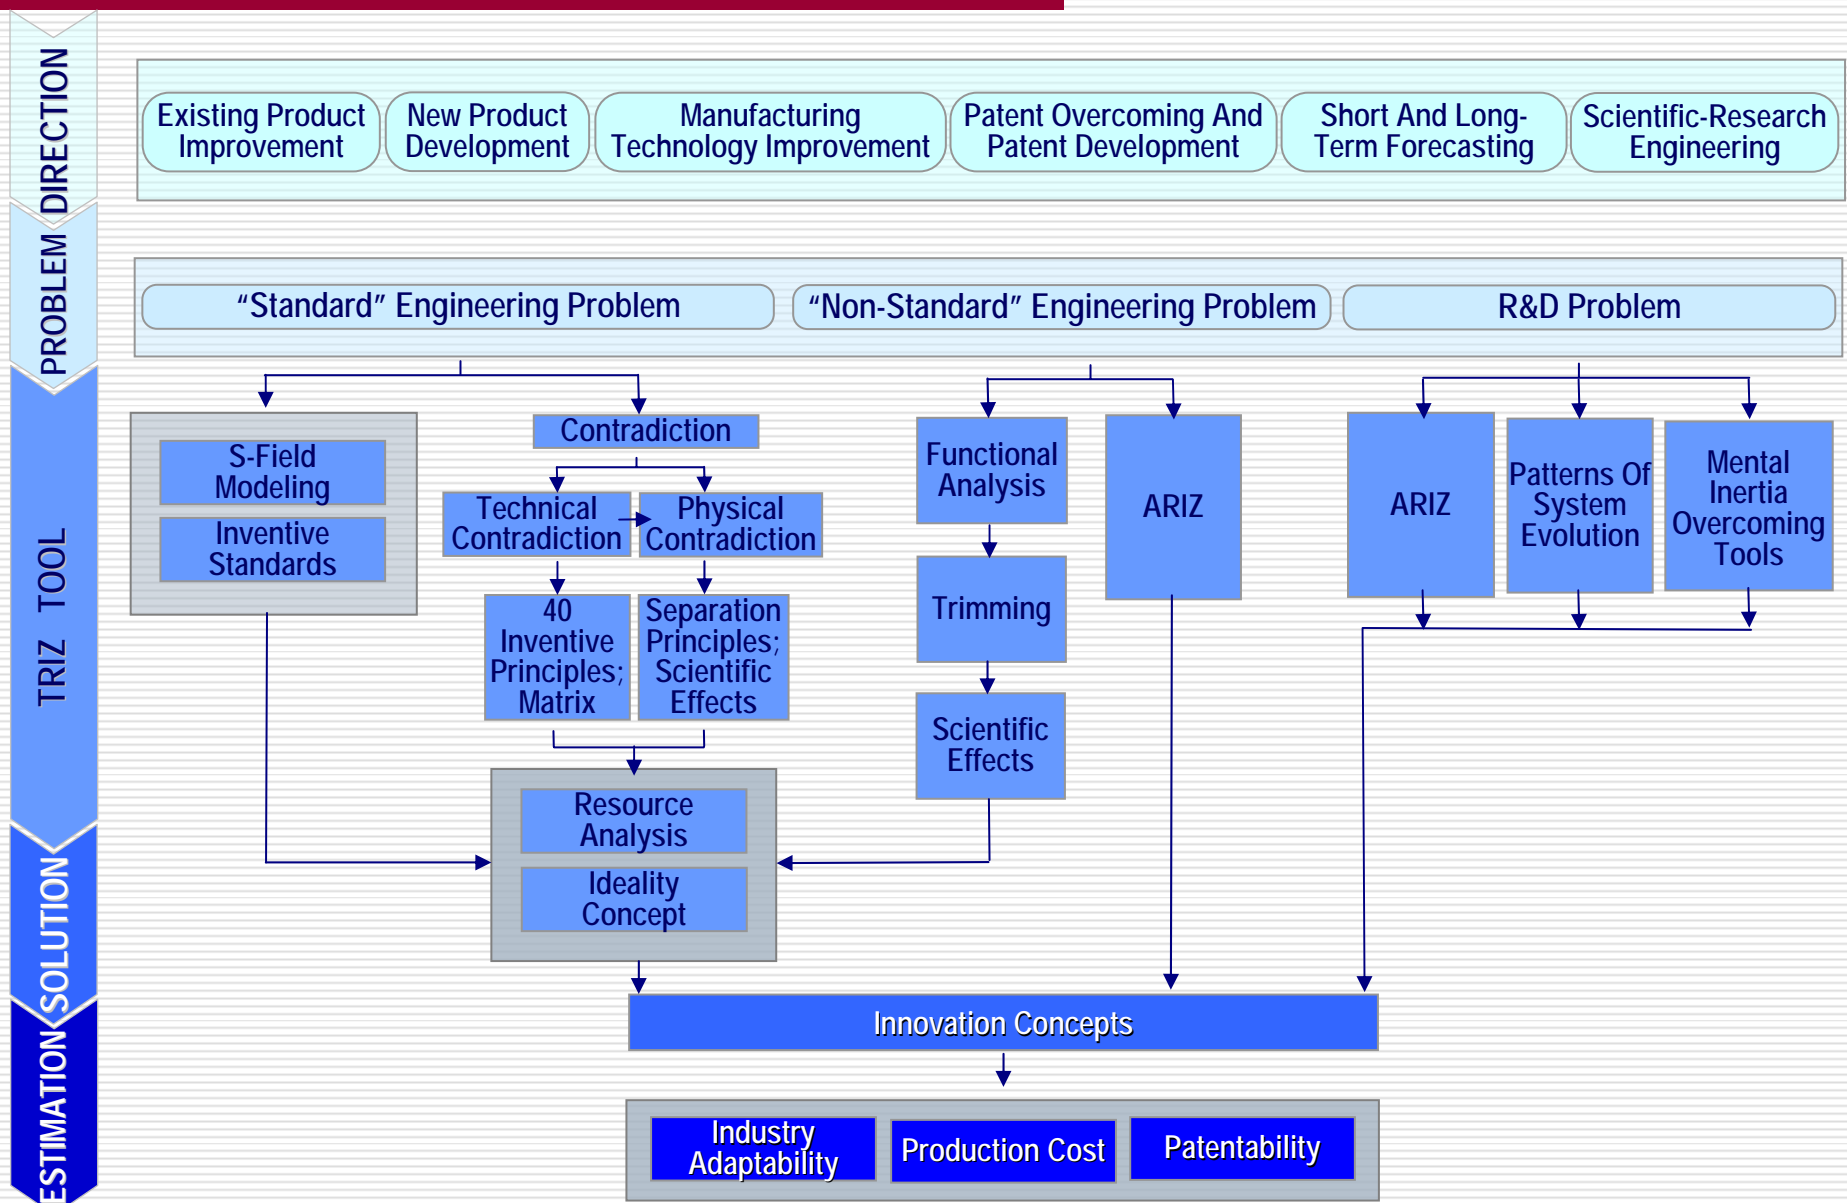 DIRECTION
Existing Product
Improvement
New Product
Development
Manufacturing
Technology Improvement
Patent Overcoming And
Patent Development
Short And Long-
Term Forecasting
Scientific-Research
Engineering
PROBLEM
“Standard” Engineering Problem
“Non-Standard” Engineering Problem
R&D Problem
TRIZ TOOL
S-Field
Modeling
Inventive
Standards
Contradiction
Technical
Contradiction
Physical
Contradiction
40
Inventive
Principles;
Matrix
Separation
Principles;
Scientific
Effects
Functional
Analysis
Trimming
Scientific
Effects
ARIZ
ARIZ
Patterns Of
System
Evolution
Mental
Inertia
Overcoming
Tools
Resource
Analysis
Ideality
Concept
SOLUTION
Innovation Concepts
ESTIMATION
Industry
Adaptability
Production Cost
Patentability